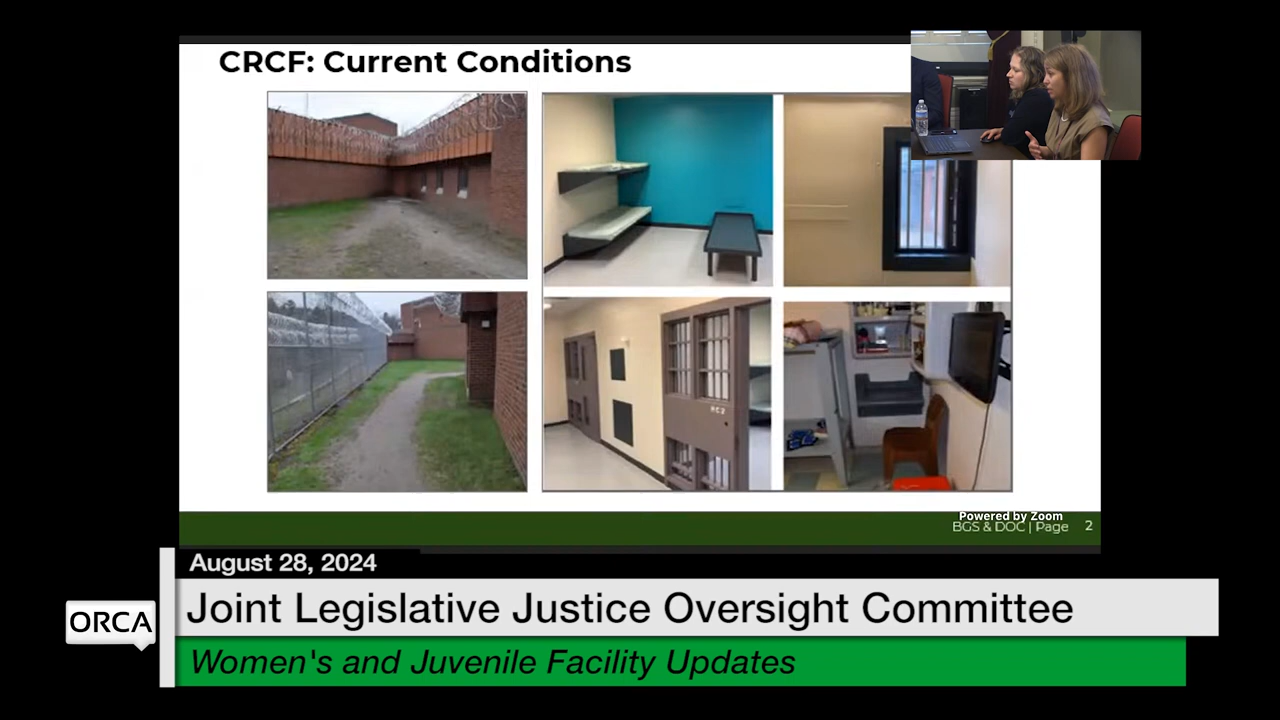 CRCF: Current Conditions
Powered by Zoom
BGS & DOC | Page 2
August 28, 2024
ORCA
Joint Legislative Justice Oversight Committee
Women's and Juvenile Facility Updates